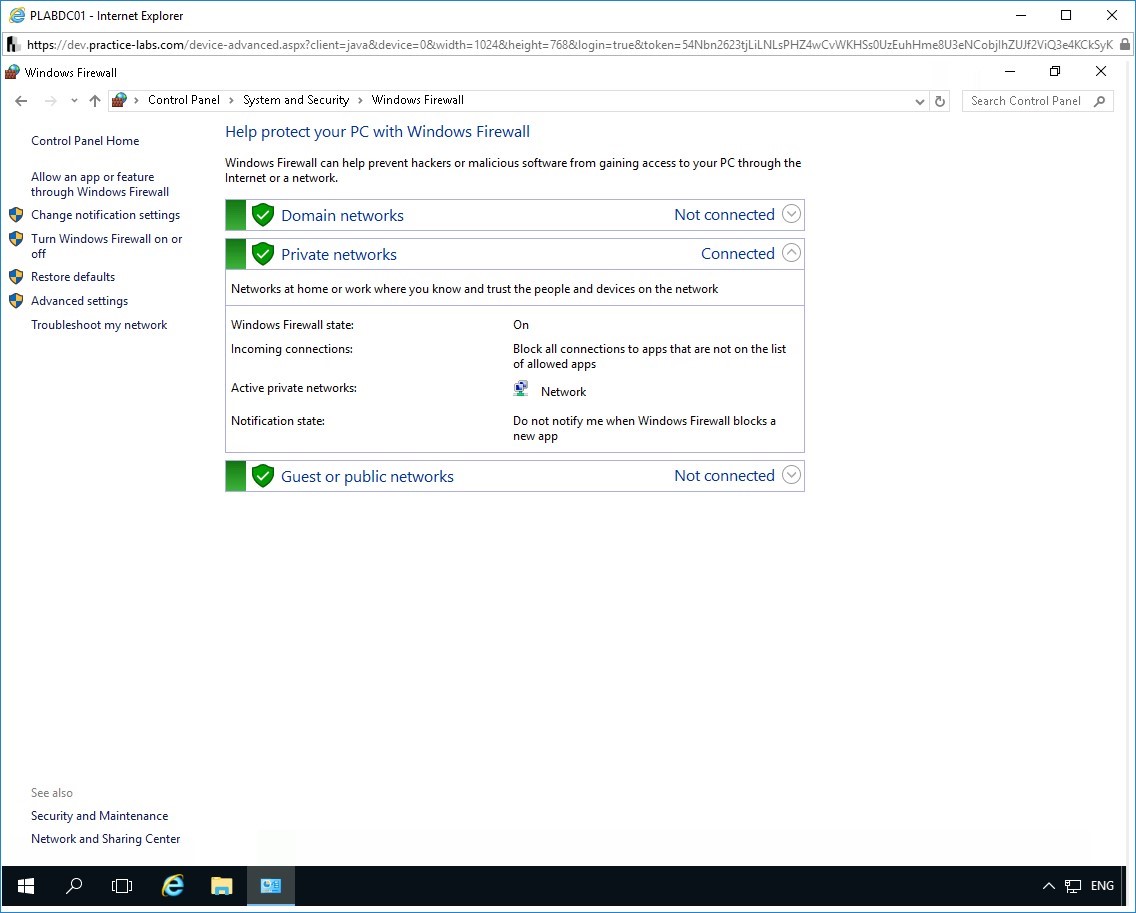 PLABDC01 - Internet Explorer
https://dev.practice-labs.com/device-advanced.aspx?client=java&device=0&width=1024&height=768&login=true&token=54Nbn2623tjLiLNLsPHZ4wCvWKHSs0UzEuhHme8U3eNCobjIhZUJf2ViQ3e4KCkSyK
Windows Firewall
Control Panel > System and Security > Windows Firewall
Search Control Panel
Control Panel Home
Allow an app or feature
through Windows Firewall
Change notification settings
Turn Windows Firewall on or
off
Restore defaults
Advanced settings
Troubleshoot my network
Help protect your PC with Windows Firewall
Windows Firewall can help prevent hackers or malicious software from gaining access to your PC through the
Internet or a network.
Domain networks Not connected
Private networks Connected
Networks at home or work where you know and trust the people and devices on the network
Windows Firewall state: On
Incoming connections: Block all connections to apps that are not on the list
of allowed apps
Active private networks: Network
Notification state: Do not notify me when Windows Firewall blocks a
new app
Guest or public networks Not connected
See also
Security and Maintenance
Network and Sharing Center
ENG